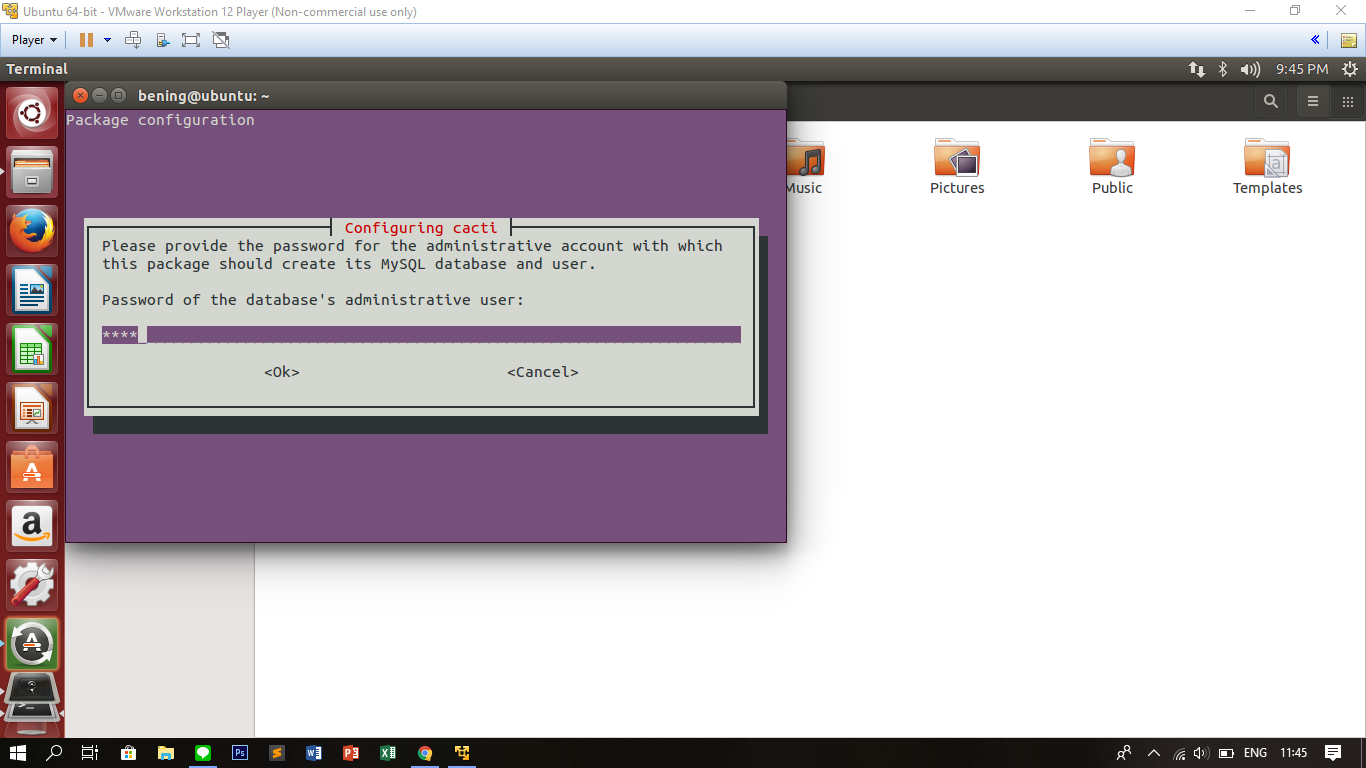 Ubuntu 64-bit - VMware Workstation 12 Player (Non-commercial use only)
Player
Terminal
9:45 PM
bening@ubuntu: ~
Package configuration
Music
Pictures
Public
Templates
Configuring cacti
Please provide the password for the administrative account with which
this package should create its MySQL database and user.
Password of the database's administrative user:
****_
<Ok>
<Cancel>
ENG
11:45